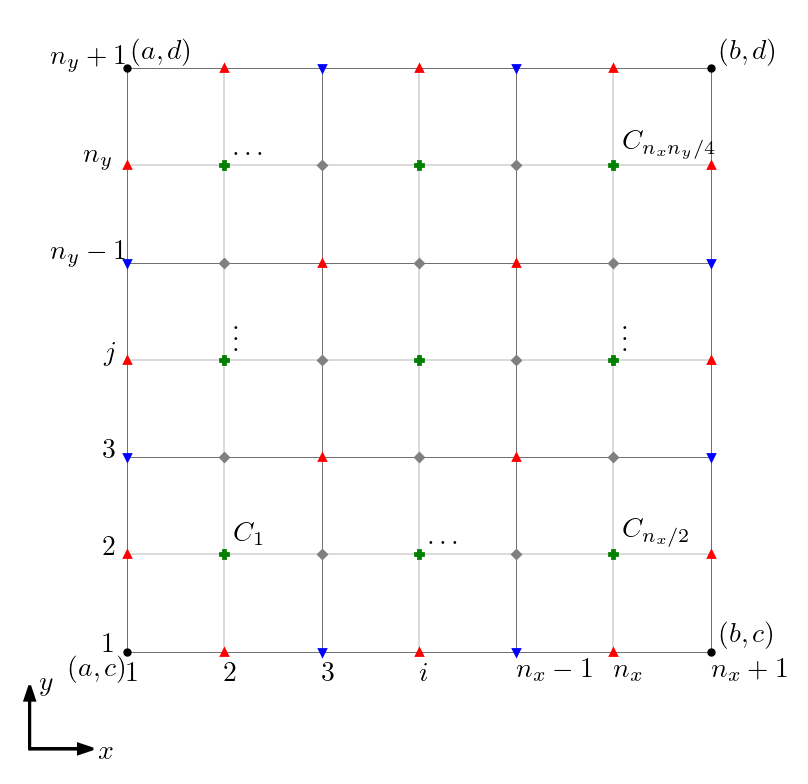 n_y + 1 (a, d) (b, d)
n_y ··· C_{n_x n_y/4}
n_y − 1
j ⋮ ⋮
3
2 C_1 ··· C_{n_x/2}
1 (b, c)
(a, c) 1 2 3 i n_x − 1 n_x n_x + 1
y
x